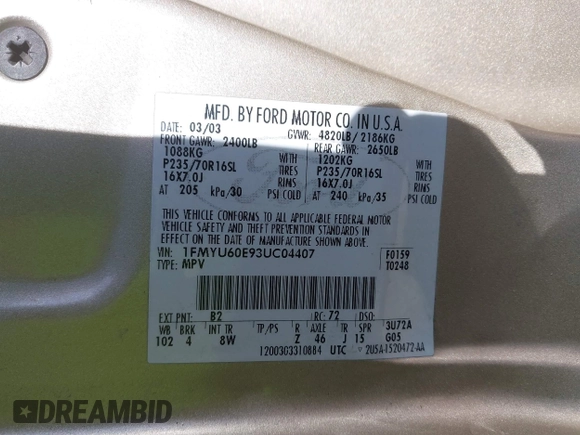 MFD. BY FORD MOTOR CO. IN U.S.A.
DATE: 03/03 GVWR: 4820LB/ 2186KG
FRONT GAWR: 2400LB REAR GAWR: 2650LB
1088KG WITH 1202KG WITH
P235/70R16SL TIRES P235/70R16SL TIRES
16X7.0J RIMS 16X7.0J RIMS
AT 205 kPa/30 PSI COLD AT 240 kPa/35 PSI COLD
THIS VEHICLE CONFORMS TO ALL APPLICABLE FEDERAL MOTOR
VEHICLE SAFETY AND THEFT PREVENTION STANDARDS IN
EFFECT ON THE DATE OF MANUFACTURE SHOWN ABOVE.
VIN: 1FMYU60E93UC04407 F0159
TYPE: MPV T0248
EXT PNT: B2 RC: 72 DSO:
WB BRK INT TR TP/PS R AXLE TR SPR 3U72A
102 4 8W Z 46 J 15 G05
1200303310884 UTC 2USA-1520472-AA
DREAMBID